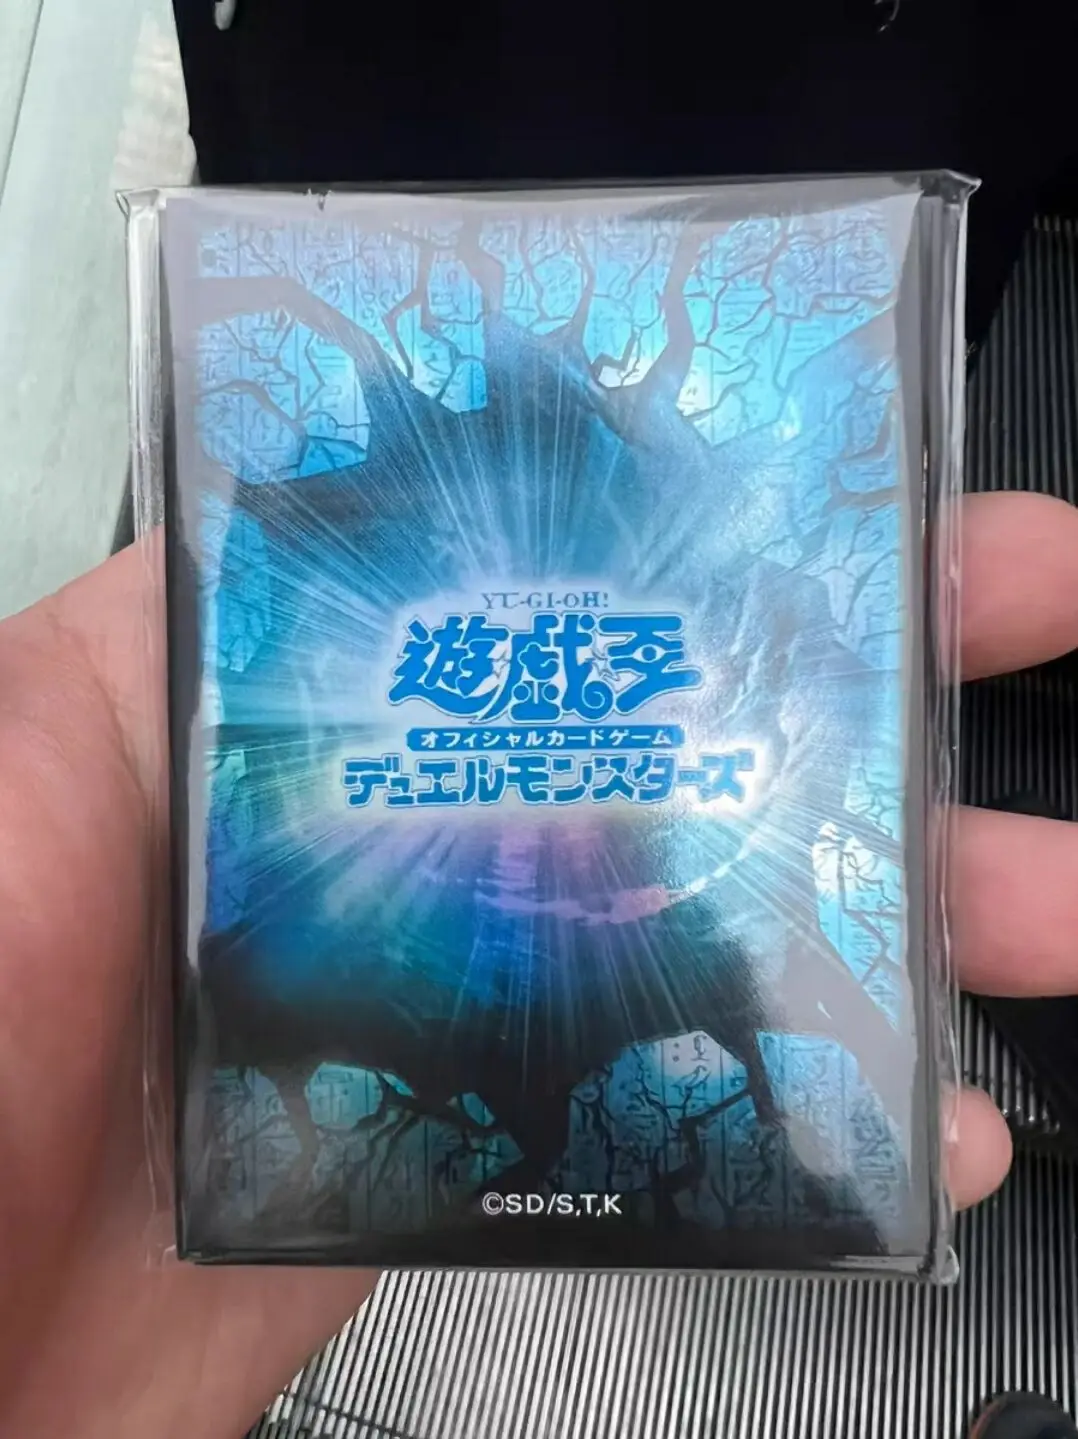 YU-GI-OH!
遊戯王
オフィシャルカードゲーム
デュエルモンスターズ
©SD/S,T,K